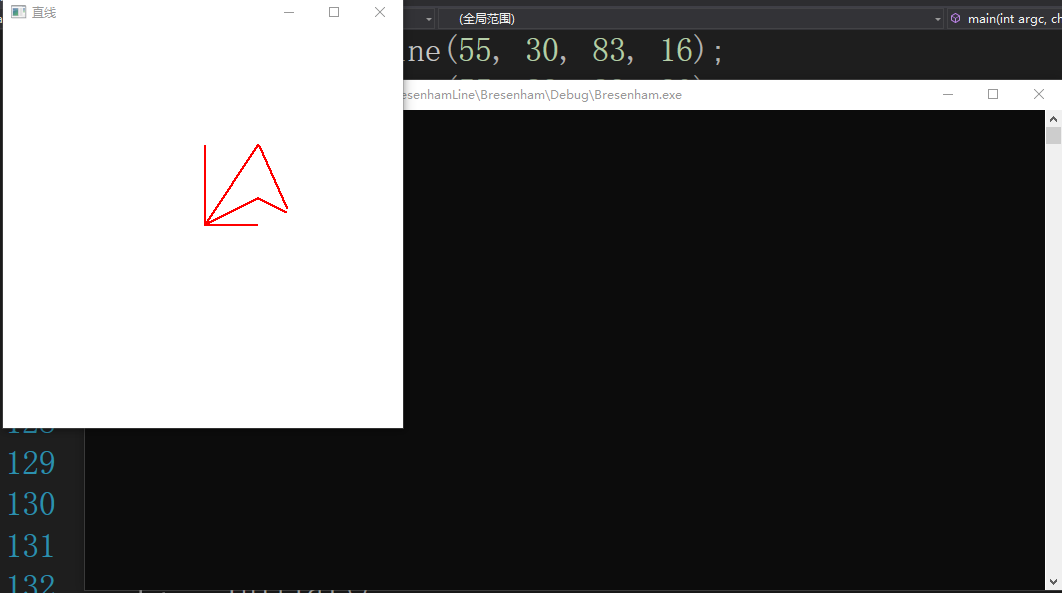 直线
(全局范围)
main(int argc, ch
ine(55, 30, 83, 16);
esenhamLine\Bresenham\Debug\Bresenham.exe
129
130
131
132